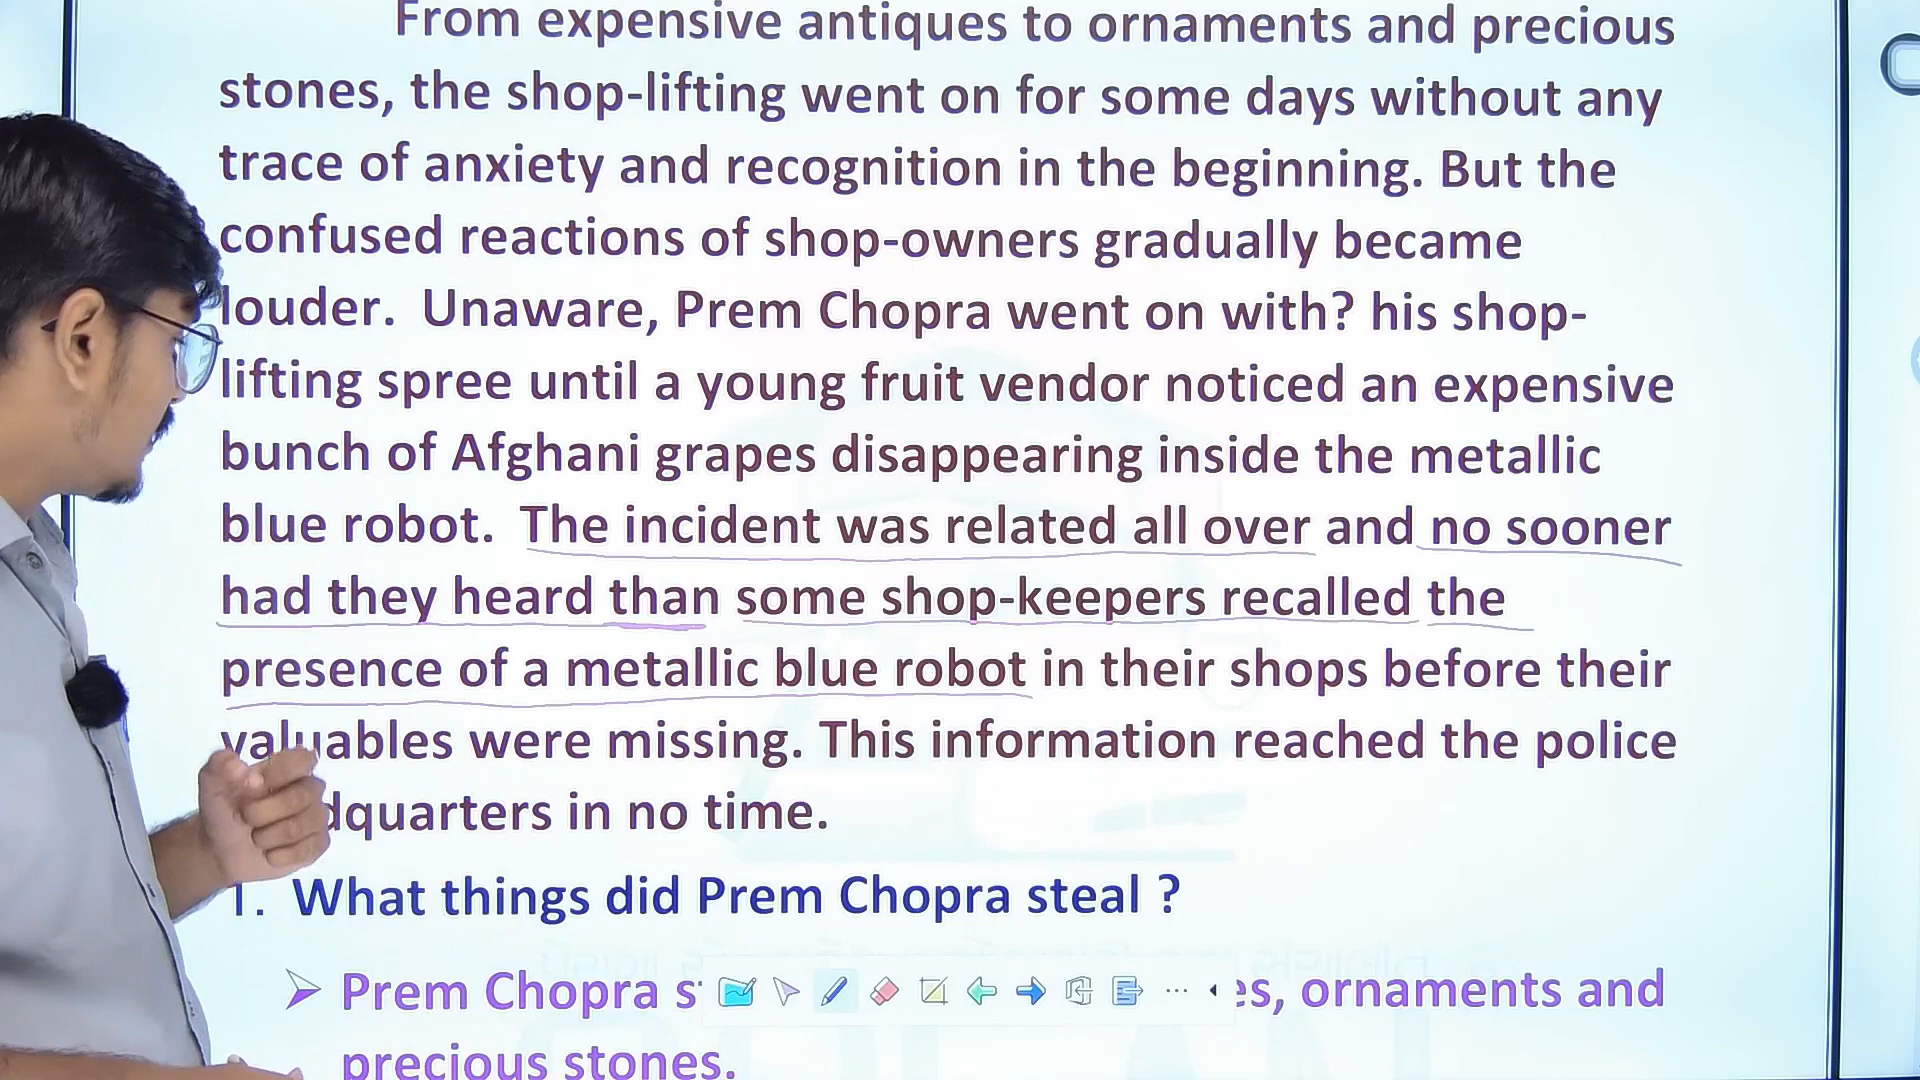 From expensive antiques to ornaments and precious
stones, the shop-lifting went on for some days without any
trace of anxiety and recognition in the beginning. But the
confused reactions of shop-owners gradually became
louder. Unaware, Prem Chopra went on with? his shop-
lifting spree until a young fruit vendor noticed an expensive
bunch of Afghani grapes disappearing inside the metallic
blue robot. The incident was related all over and no sooner
had they heard than some shop-keepers recalled the
presence of a metallic blue robot in their shops before their
valuables were missing. This information reached the police
dquarters in no time.
1. What things did Prem Chopra steal ?
Prem Chopra s es, ornaments and
precious stones.